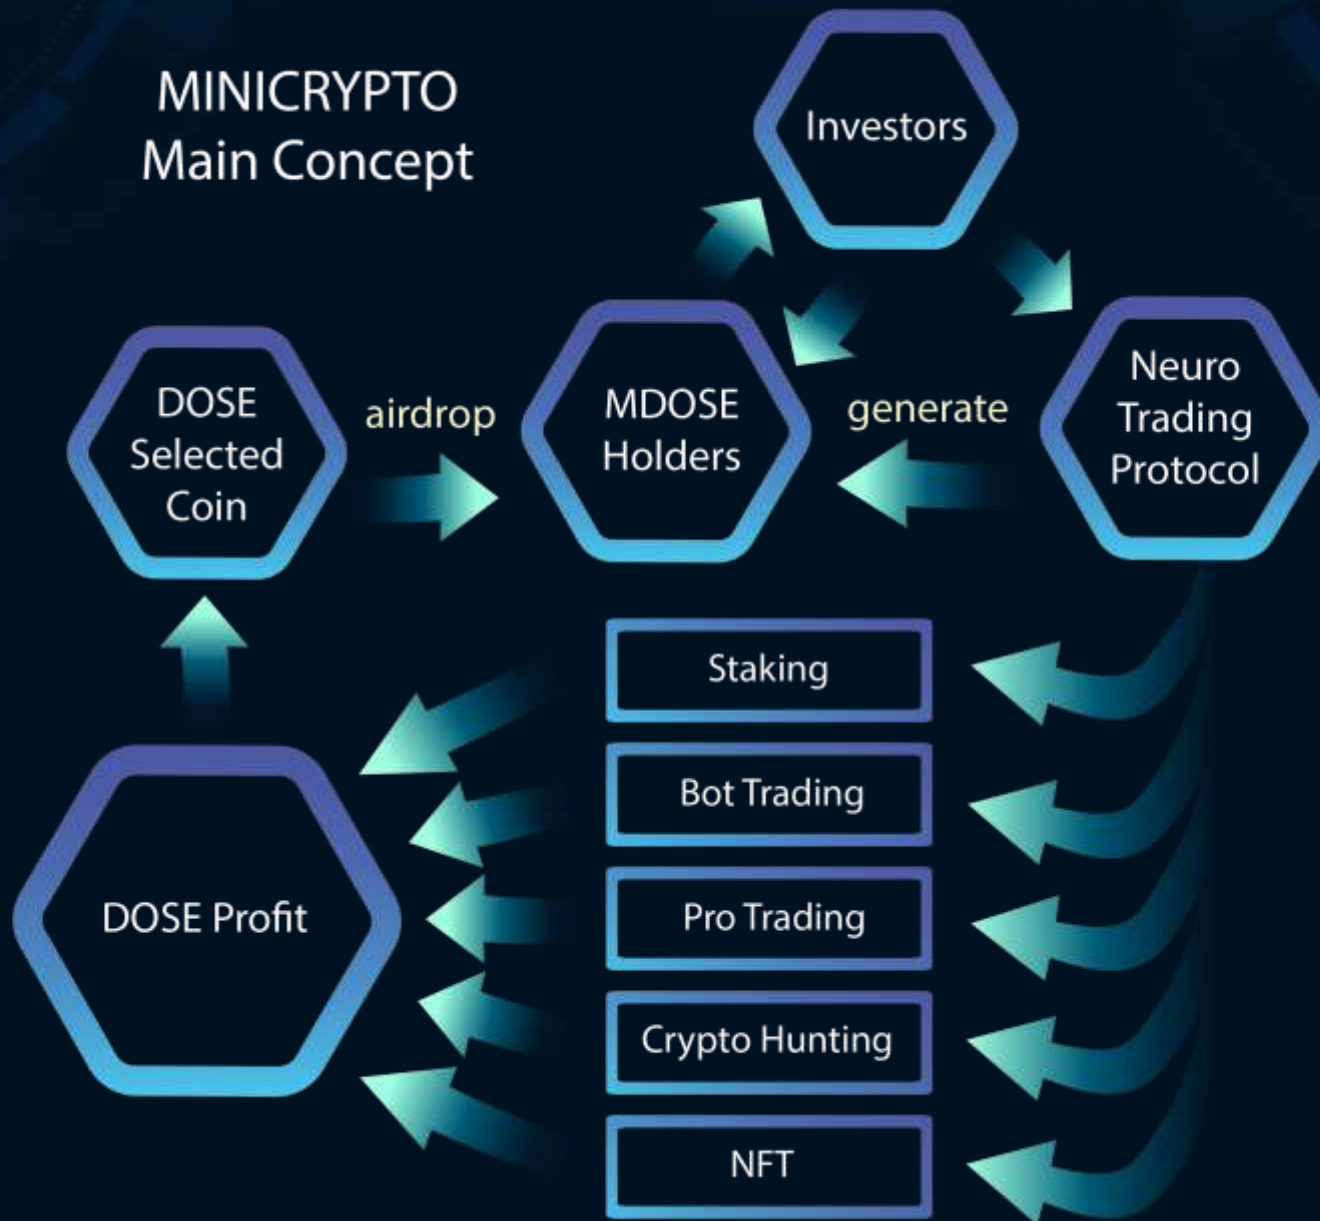 MINICRYPTO
Main Concept
Investors
DOSE
Selected
Coin
airdrop
MDOSE
Holders
generate
Neuro
Trading
Protocol
Staking
Bot Trading
Pro Trading
Crypto Hunting
NFT
DOSE Profit